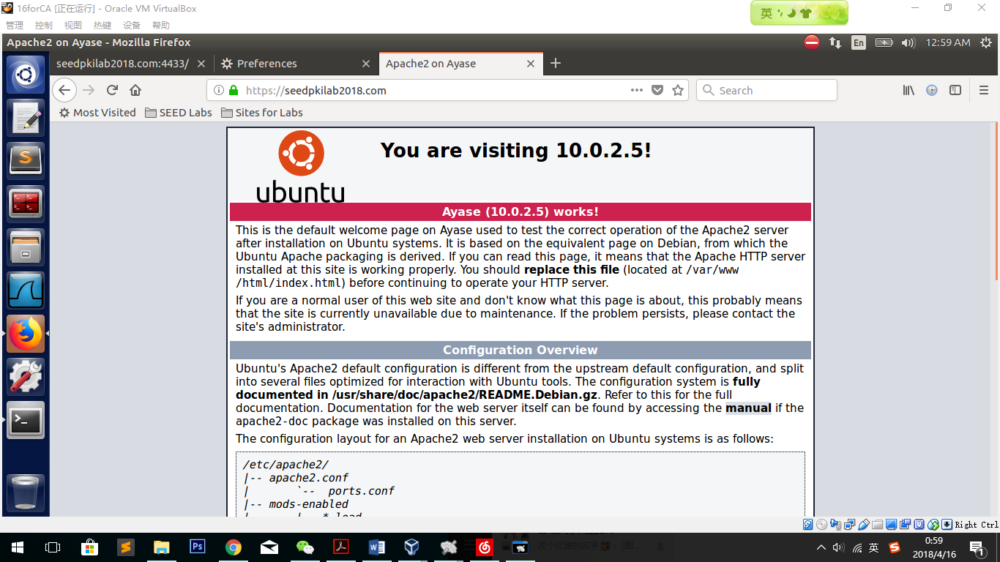 16forCA [正在运行] - Oracle VM VirtualBox
英
管理 控制 视图 热键 设备 帮助
Apache2 on Ayase - Mozilla Firefox
En
12:59 AM
seedpkilab2018.com:4433/
Preferences
Apache2 on Ayase
https://seedpkilab2018.com
Search
Most Visited
SEED Labs
Sites for Labs
ubuntu
You are visiting 10.0.2.5!
Ayase (10.0.2.5) works!
This is the default welcome page on Ayase used to test the correct operation of the Apache2 server
after installation on Ubuntu systems. It is based on the equivalent page on Debian, from which the
Ubuntu Apache packaging is derived. If you can read this page, it means that the Apache HTTP server
installed at this site is working properly. You should replace this file (located at /var/www
/html/index.html) before continuing to operate your HTTP server.
If you are a normal user of this web site and don't know what this page is about, this probably means
that the site is currently unavailable due to maintenance. If the problem persists, please contact the
site's administrator.
Configuration Overview
Ubuntu's Apache2 default configuration is different from the upstream default configuration, and split
into several files optimized for interaction with Ubuntu tools. The configuration system is fully
documented in /usr/share/doc/apache2/README.Debian.gz. Refer to this for the full
documentation. Documentation for the web server itself can be found by accessing the manual if the
apache2-doc package was installed on this server.
The configuration layout for an Apache2 web server installation on Ubuntu systems is as follows:
/etc/apache2/
|-- apache2.conf
|       `--  ports.conf
|-- mods-enabled
Right Ctrl
英
0:59
2018/4/16
1